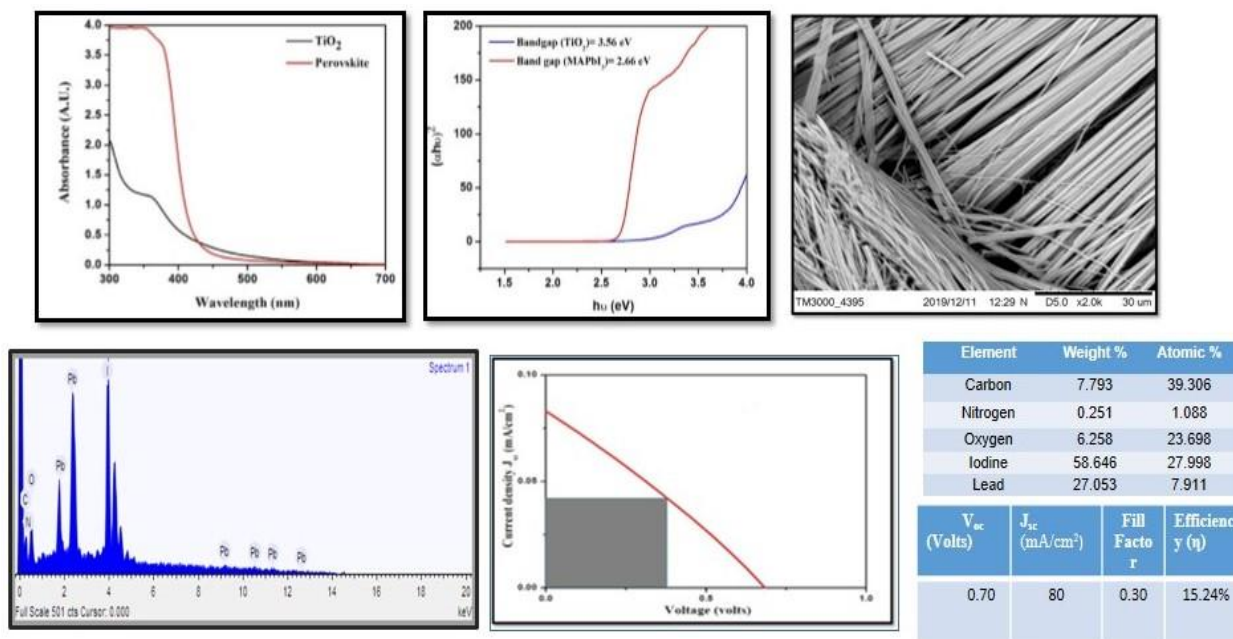 4.0
3.5
3.0
2.5
2.0
1.5
1.0
0.5
0.0
Absorbance (A.U.)
TiO₂
Perovskite
300 400 500 600 700
Wavelength (nm)
200
150
100
50
0
(αhυ)²
Bandgap (TiO₂)= 3.56 eV
Band gap (MAPbI₃)= 2.66 eV
1.5 2.0 2.5 3.0 3.5 4.0
hυ (eV)
TM3000_4395 2019/12/11 12:29 N D5.0 x2.0k 30 um
Spectrum 1
Pb I
Pb
O
C
N
Pb Pb Pb Pb
0 2 4 6 8 10 12 14 16 18 20
Full Scale 501 cts Cursor: 0.000 keV
0.10
0.05
0.00
Current density J (mA/cm²)
0.0 0.5 1.0
Voltage (volts)
Element Weight % Atomic %
Carbon 7.793 39.306
Nitrogen 0.251 1.088
Oxygen 6.258 23.698
Iodine 58.646 27.998
Lead 27.053 7.911
Voc Jsc Fill Efficienc
(Volts) (mA/cm²) Facto y (η)
r
0.70 80 0.30 15.24%